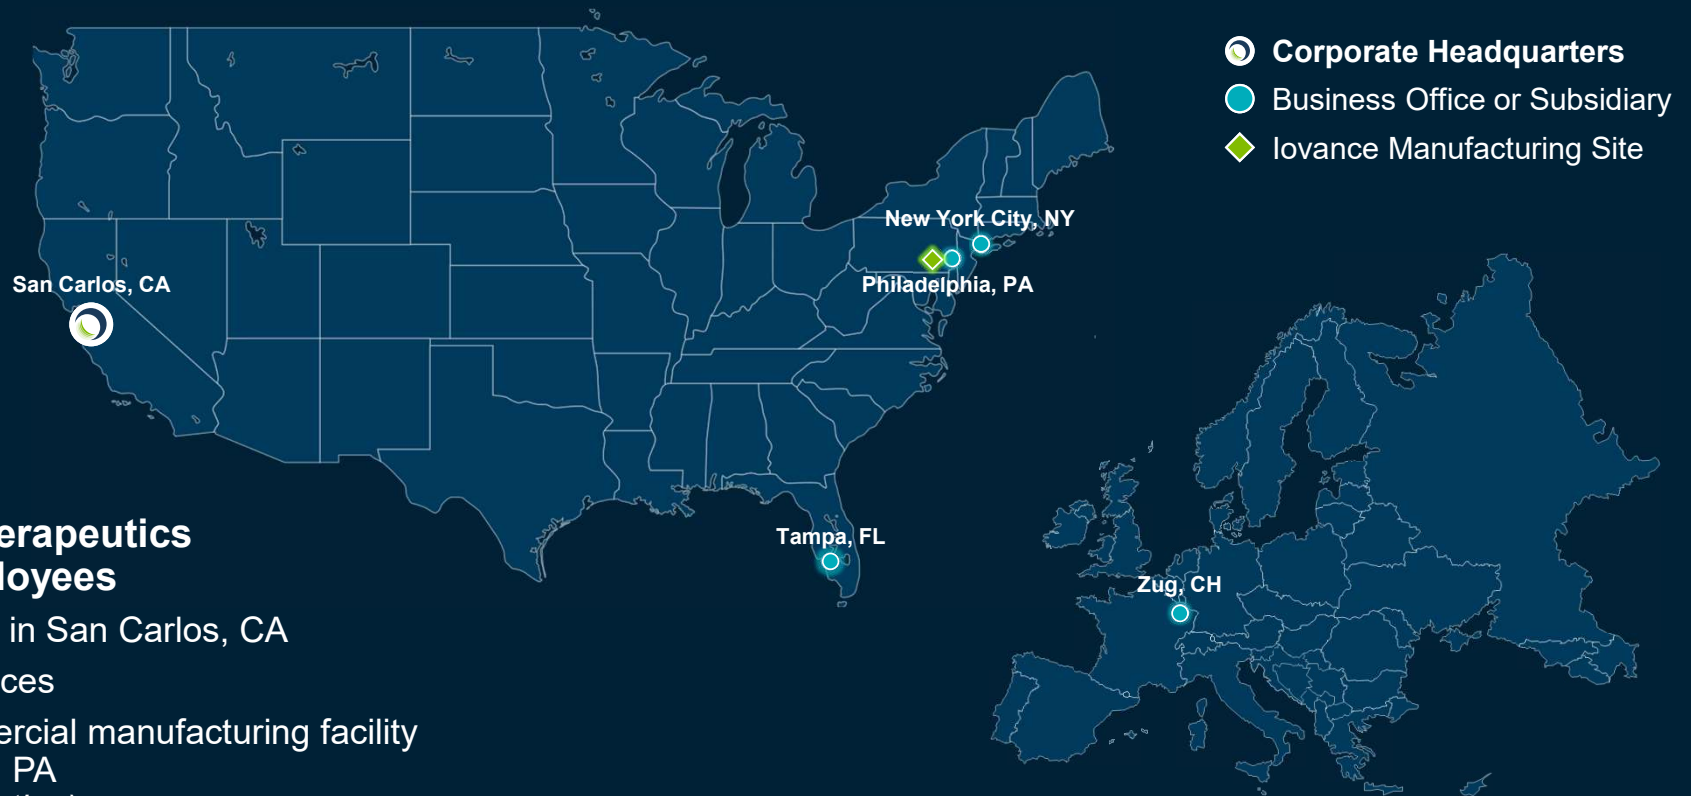 Corporate Headquarters
Business Office or Subsidiary
Iovance Manufacturing Site
New York City, NY
San Carlos, CA
Philadelphia, PA
Tampa, FL
Zug, CH
erapeutics
loyees
in San Carlos, CA
ces
ercial manufacturing facility
PA